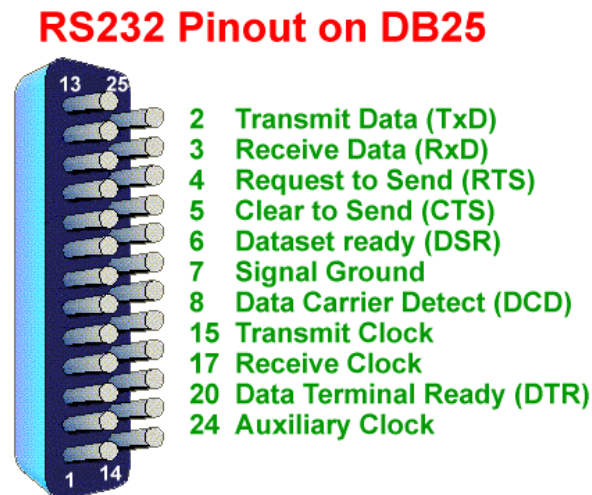 RS232 Pinout on DB25
13 25
2 Transmit Data (TxD)
3 Receive Data (RxD)
4 Request to Send (RTS)
5 Clear to Send (CTS)
6 Dataset ready (DSR)
7 Signal Ground
8 Data Carrier Detect (DCD)
15 Transmit Clock
17 Receive Clock
20 Data Terminal Ready (DTR)
24 Auxiliary Clock
1 14